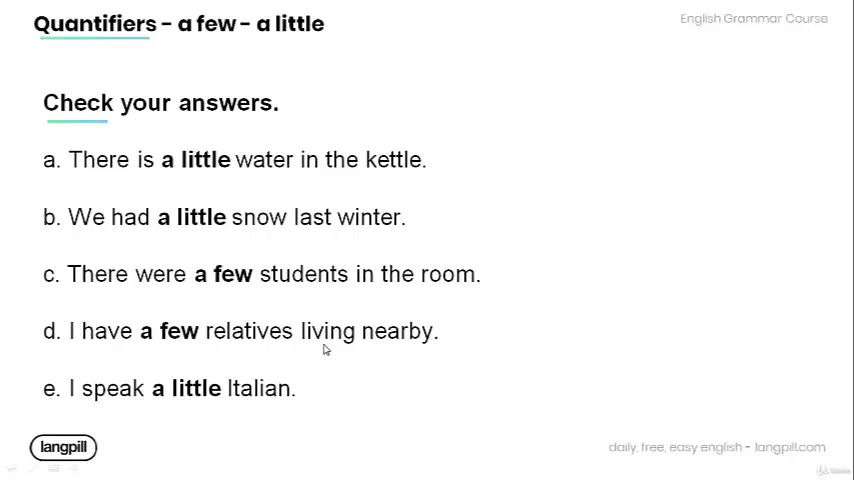 Quantifiers - a few - a little
English Grammar Course
Check your answers.
a. There is a little water in the kettle.
b. We had a little snow last winter.
c. There were a few students in the room.
d. I have a few relatives living nearby.
e. I speak a little Italian.
langpill
daily, free, easy english - langpill.com